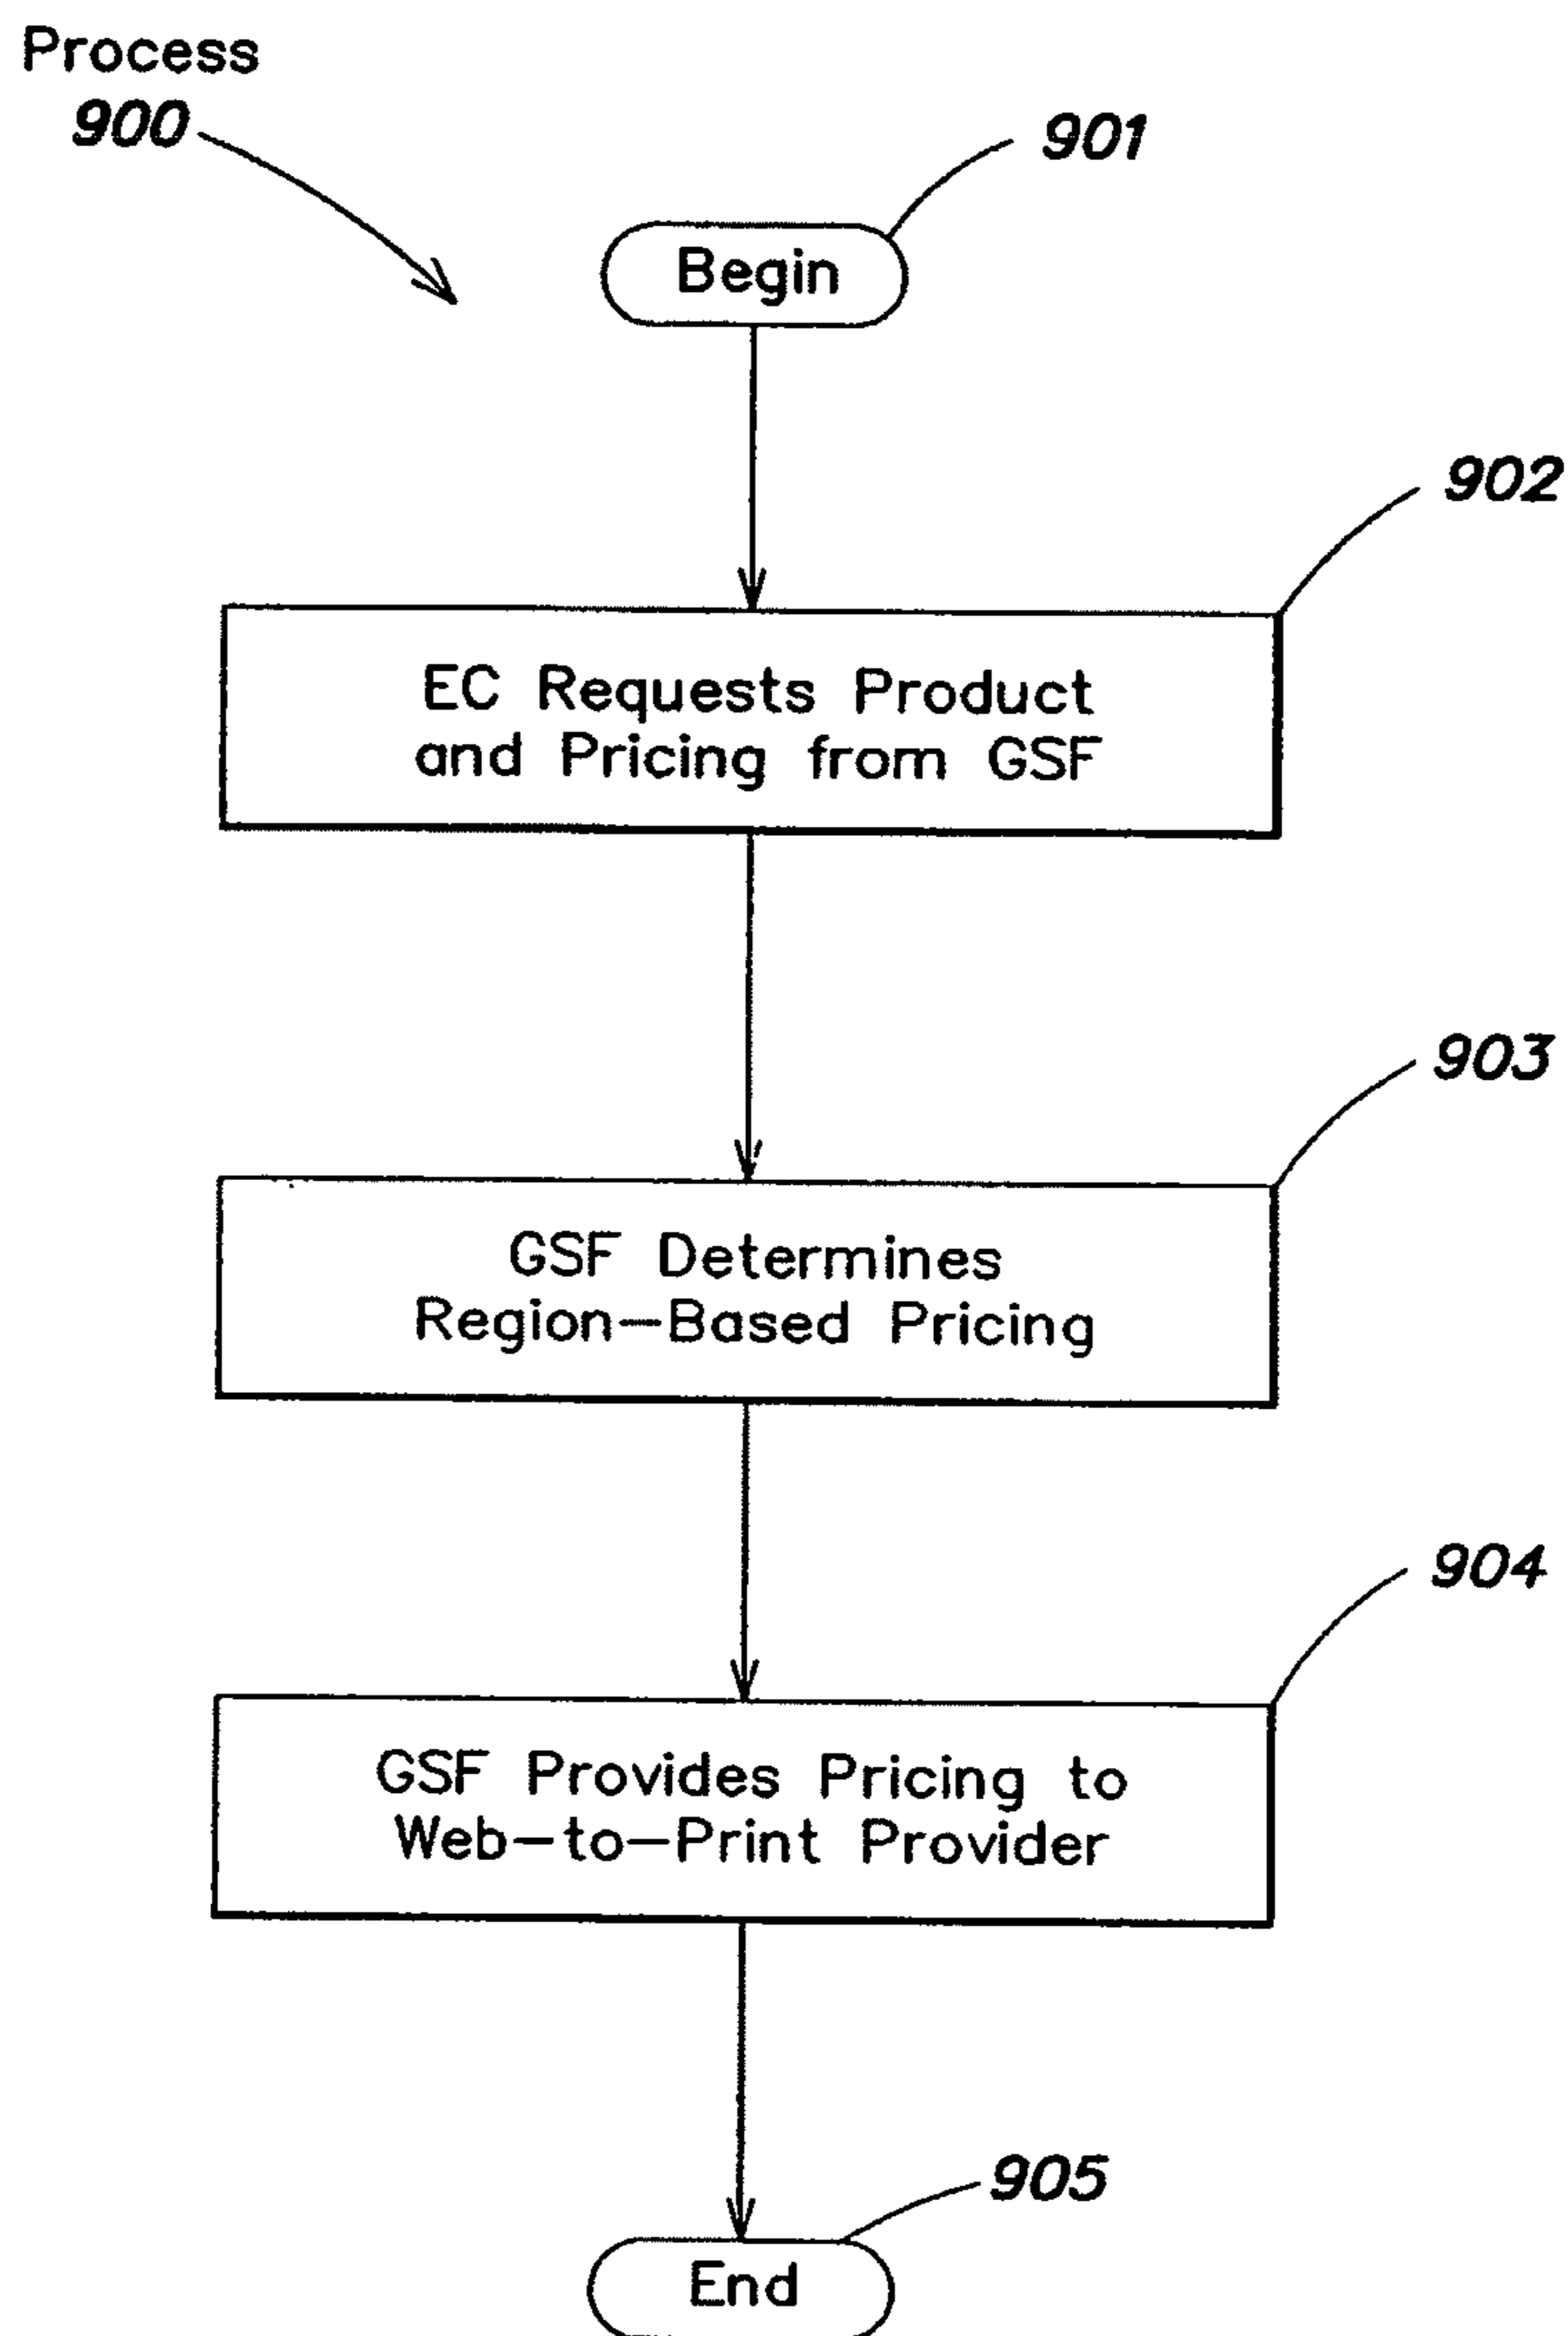 Process
900
901
Begin
902
EC Requests Product
and Pricing from GSF
903
GSF Determines
Region-Based Pricing
904
GSF Provides Pricing to
Web-to-Print Provider
905
End